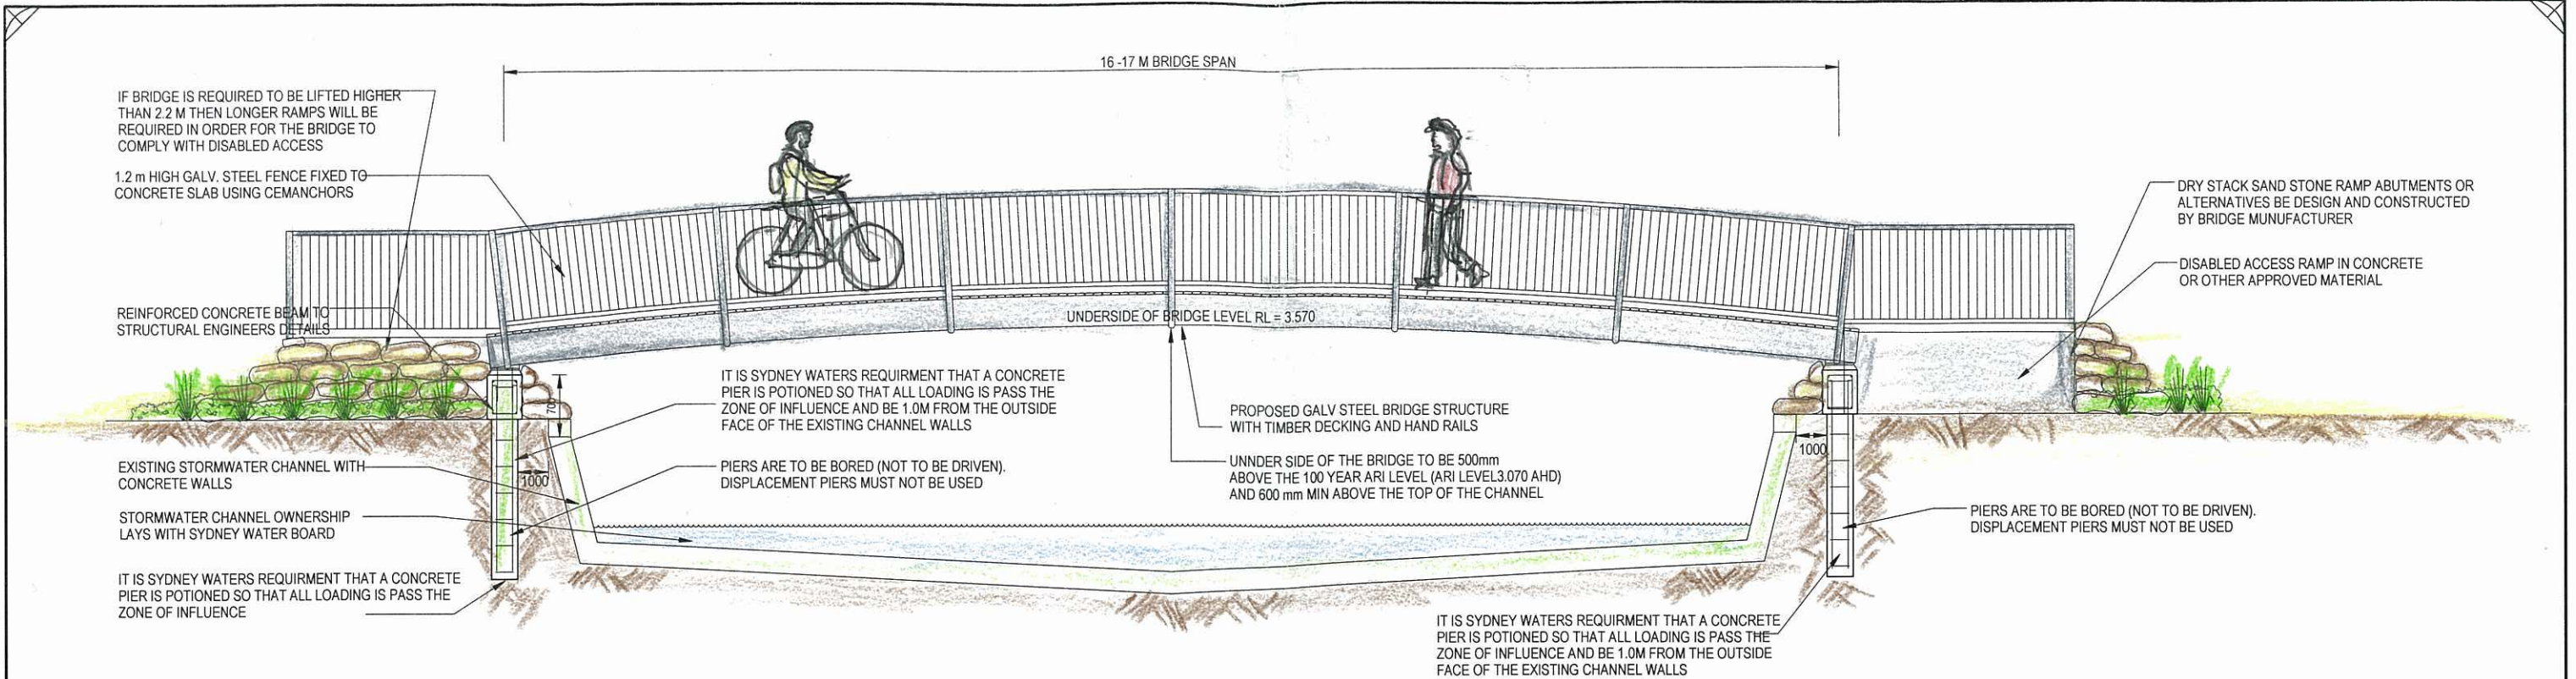 16 -17 M BRIDGE SPAN
IF BRIDGE IS REQUIRED TO BE LIFTED HIGHER
THAN 2.2 M THEN LONGER RAMPS WILL BE
REQUIRED IN ORDER FOR THE BRIDGE TO
COMPLY WITH DISABLED ACCESS
1.2 m HIGH GALV. STEEL FENCE FIXED TO
CONCRETE SLAB USING CEMANCHORS
REINFORCED CONCRETE BEAM TO
STRUCTURAL ENGINEERS DETAILS
EXISTING STORMWATER CHANNEL WITH
CONCRETE WALLS
STORMWATER CHANNEL OWNERSHIP
LAYS WITH SYDNEY WATER BOARD
IT IS SYDNEY WATERS REQUIRMENT THAT A CONCRETE
PIER IS POTIONED SO THAT ALL LOADING IS PASS THE
ZONE OF INFLUENCE
700
1000
IT IS SYDNEY WATERS REQUIRMENT THAT A CONCRETE
PIER IS POTIONED SO THAT ALL LOADING IS PASS THE
ZONE OF INFLUENCE AND BE 1.0M FROM THE OUTSIDE
FACE OF THE EXISTING CHANNEL WALLS
PIERS ARE TO BE BORED (NOT TO BE DRIVEN).
DISPLACEMENT PIERS MUST NOT BE USED
UNDERSIDE OF BRIDGE LEVEL RL = 3.570
PROPOSED GALV STEEL BRIDGE STRUCTURE
WITH TIMBER DECKING AND HAND RAILS
UNNDER SIDE OF THE BRIDGE TO BE 500mm
ABOVE THE 100 YEAR ARI LEVEL (ARI LEVEL3.070 AHD)
AND 600 mm MIN ABOVE THE TOP OF THE CHANNEL
1000
DRY STACK SAND STONE RAMP ABUTMENTS OR
ALTERNATIVES BE DESIGN AND CONSTRUCTED
BY BRIDGE MUNUFACTURER
DISABLED ACCESS RAMP IN CONCRETE
OR OTHER APPROVED MATERIAL
PIERS ARE TO BE BORED (NOT TO BE DRIVEN).
DISPLACEMENT PIERS MUST NOT BE USED
IT IS SYDNEY WATERS REQUIRMENT THAT A CONCRETE
PIER IS POTIONED SO THAT ALL LOADING IS PASS THE
ZONE OF INFLUENCE AND BE 1.0M FROM THE OUTSIDE
FACE OF THE EXISTING CHANNEL WALLS